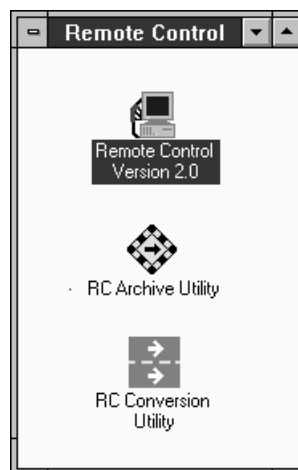 Remote Control
Remote Control
Version 2.0
RC Archive Utility
RC Conversion
Utility